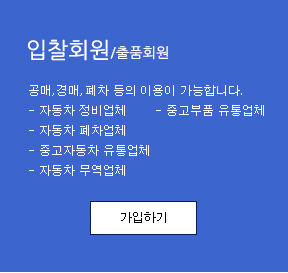 입찰회원/출품회원
공매,경매, 폐차 등의 이용이 가능합니다.
- 자동차 정비업체 - 중고부품 유통업체
- 자동차 폐차업체
- 중고자동차 유통업체
- 자동차 무역업체
가입하기